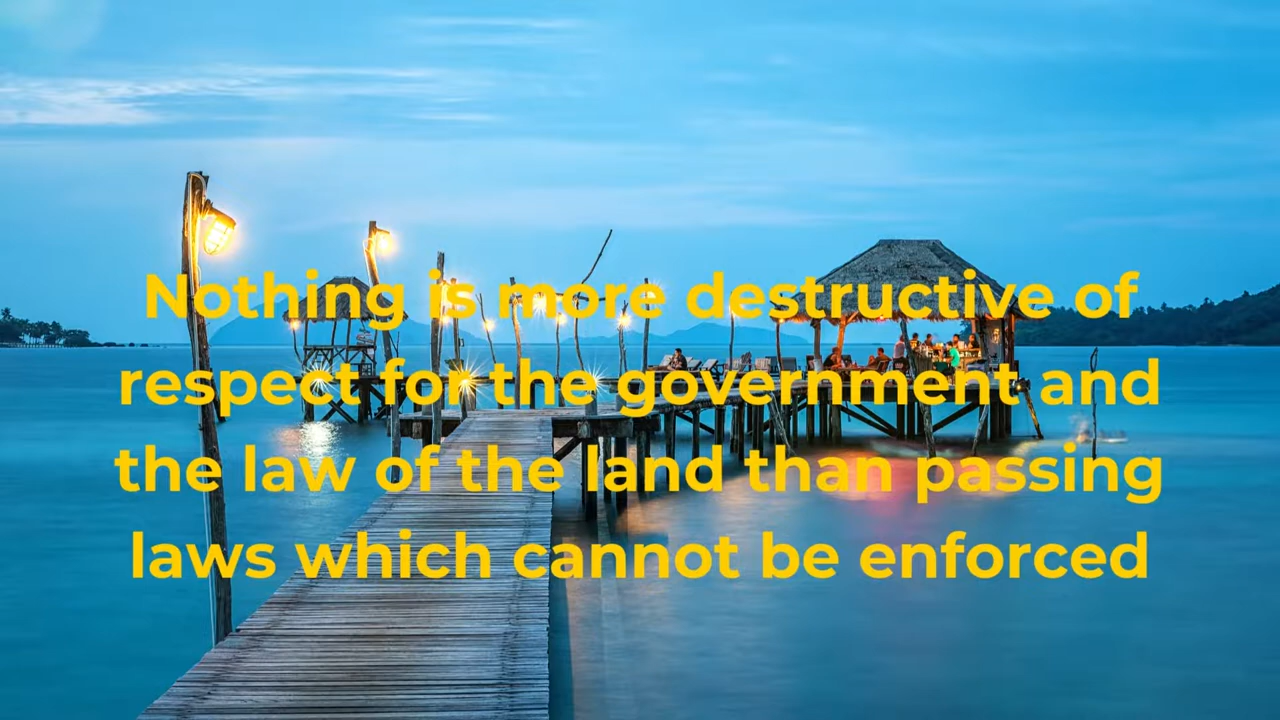 Nothing is more destructive of
respect for the government and
the law of the land than passing
laws which cannot be enforced